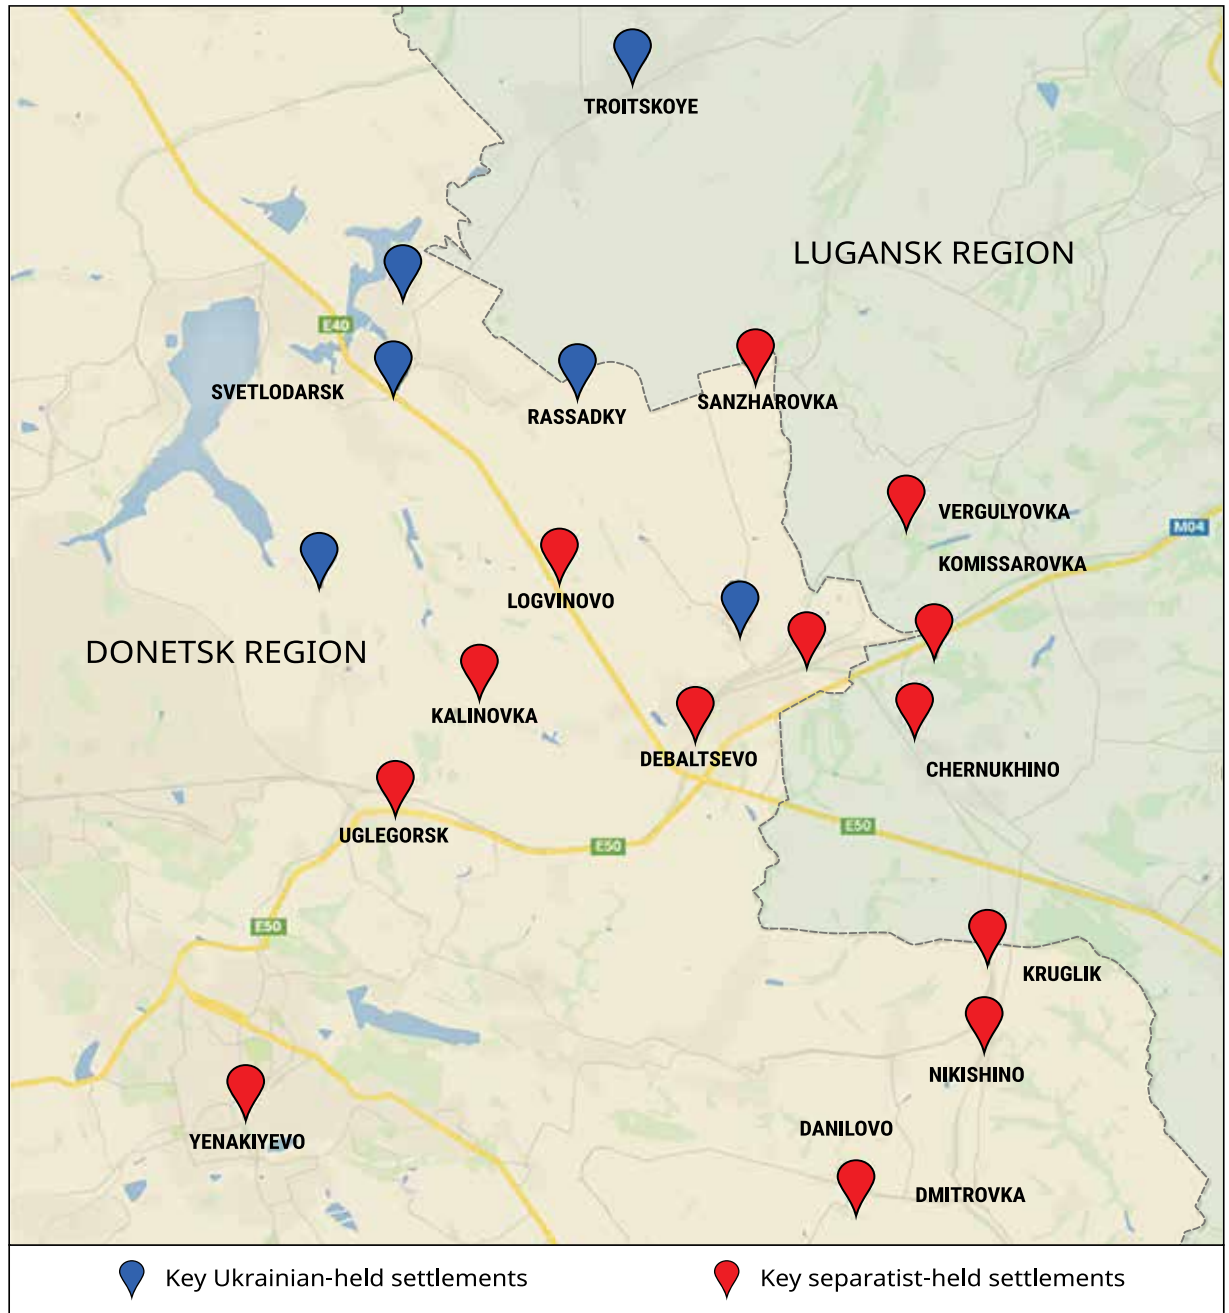 TROITSKOYE
LUGANSK REGION
E40
SVETLODARSK
RASSADKY
SANZHAROVKA
VERGULYOVKA
M04
KOMISSAROVKA
LOGVINOVO
DONETSK REGION
KALINOVKA
DEBALTSEVO
CHERNUKHINO
UGLEGORSK
E50
E50
E50
KRUGLIK
NIKISHINO
DANILOVO
YENAKIYEVO
DMITROVKA
Key Ukrainian-held settlements
Key separatist-held settlements